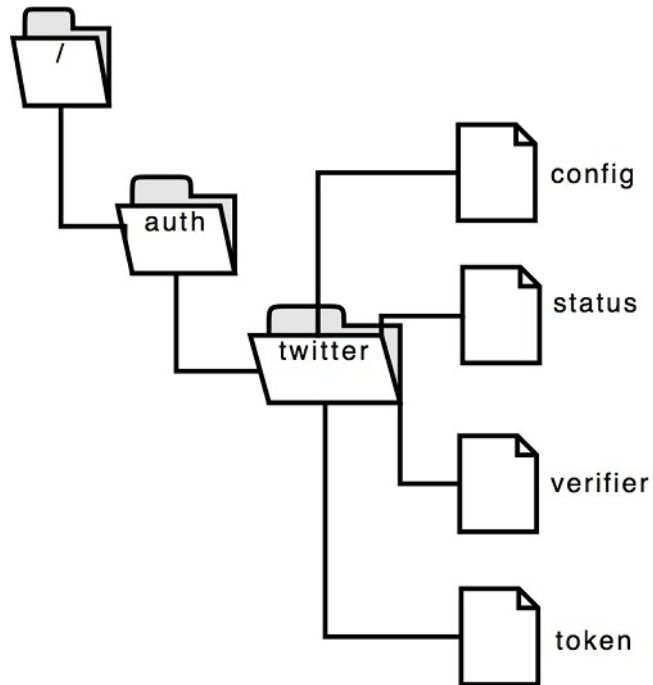 /
auth
twitter
config
status
verifier
token